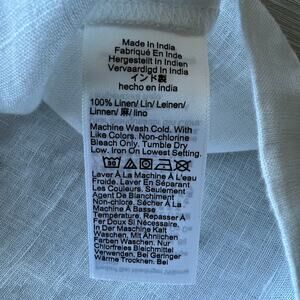 Made In India
Fabriqué En Inde
Hergestellt In Indien
Vervaardigd In India
インド製
hecho en india
100% Linen/ Lin/ Leinen/
Linnen/ 麻/ lino
Machine Wash Cold. With
Like Colors. Non-chlorine
Bleach Only. Tumble Dry
Low. Iron On Lowest Setting.
Laver À La Machine À L'eau
Froide. Laver En Séparant
Les Couleurs. Seulement
Agent De Blanchiment
Non-chlore. Sécher À La
Machine À Basse
Température. Repasser À
Fer Doux Si Nécessaire.
In Der Maschine Kalt
Waschen. Mit Ähnlichen
Farben Waschen. Nur
Chlorfreies Bleichmittel
Verwenden. Bei Geringer
Wärme Trocknen. Bei